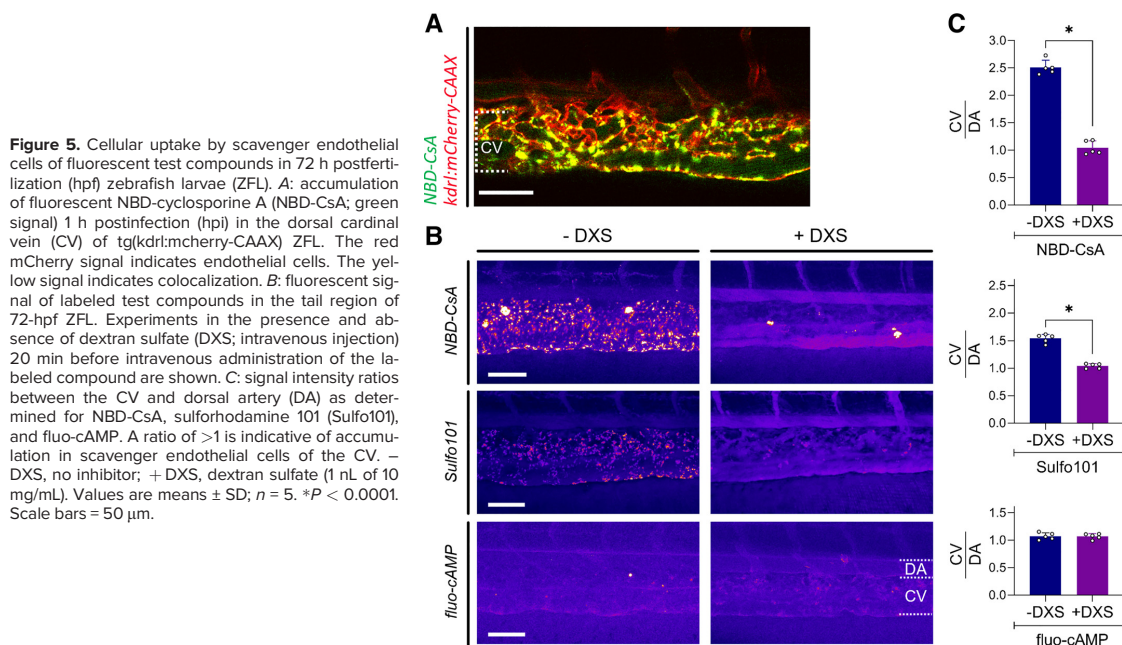 Figure 5. Cellular uptake by scavenger endothelial
cells of fluorescent test compounds in 72 h postferti-
lization (hpf) zebrafish larvae (ZFL). A: accumulation
of fluorescent NBD-cyclosporine A (NBD-CsA; green
signal) 1 h postinfection (hpi) in the dorsal cardinal
vein (CV) of tg(kdrl:mcherry-CAAX) ZFL. The red
mCherry signal indicates endothelial cells. The yel-
low signal indicates colocalization. B: fluorescent sig-
nal of labeled test compounds in the tail region of
72-hpf ZFL. Experiments in the presence and ab-
sence of dextran sulfate (DXS; intravenous injection)
20 min before intravenous administration of the la-
beled compound are shown. C: signal intensity ratios
between the CV and dorsal artery (DA) as deter-
mined for NBD-CsA, sulforhodamine 101 (Sulfo101),
and fluo-cAMP. A ratio of >1 is indicative of accumu-
lation in scavenger endothelial cells of the CV. –
DXS, no inhibitor; + DXS, dextran sulfate (1 nL of 10
mg/mL). Values are means ± SD; n = 5. *P < 0.0001.
Scale bars = 50 μm.
A
NBD-CsA
kdrl:mCherry-CAAX
CV
B
- DXS
+ DXS
NBD-CsA
Sulfo101
fluo-cAMP
DA
CV
C
3.0
2.5
2.0
1.5
1.0
0.5
0.0
CV
DA
*
-DXS +DXS
NBD-CsA
2.5
2.0
1.5
1.0
0.5
0.0
CV
DA
*
-DXS +DXS
Sulfo101
1.5
1.0
0.5
0.0
CV
DA
-DXS +DXS
fluo-cAMP